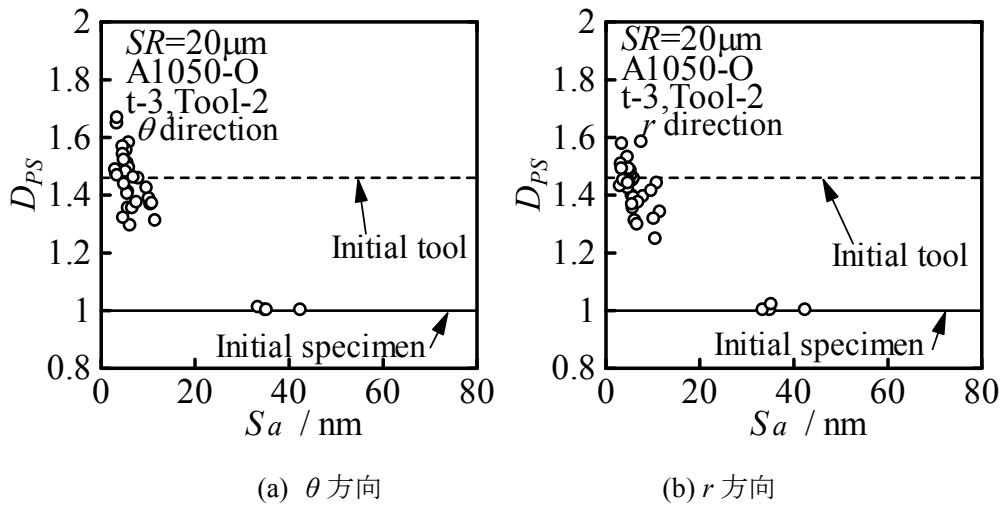 2
1.8
1.6
1.4
1.2
1
0.8
D_PS
SR=20μm
A1050-O
t-3,Tool-2
θ direction
Initial tool
Initial specimen
0 20 40 60 80
Sa / nm
(a) θ 方向
2
1.8
1.6
1.4
1.2
1
0.8
D_PS
SR=20μm
A1050-O
t-3,Tool-2
r direction
Initial tool
Initial specimen
0 20 40 60 80
Sa / nm
(b) r 方向